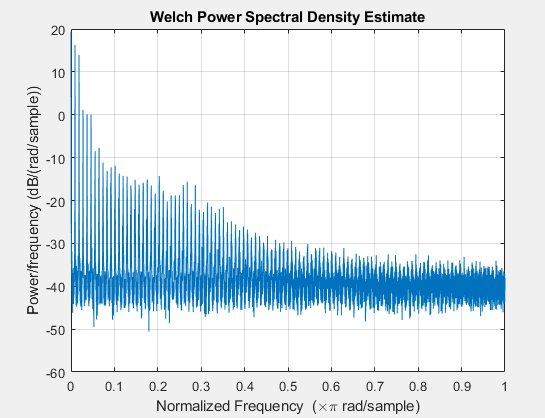 Welch Power Spectral Density Estimate
Power/frequency (dB/(rad/sample))
20
10
0
-10
-20
-30
-40
-50
-60
0 0.1 0.2 0.3 0.4 0.5 0.6 0.7 0.8 0.9 1
Normalized Frequency (×π rad/sample)